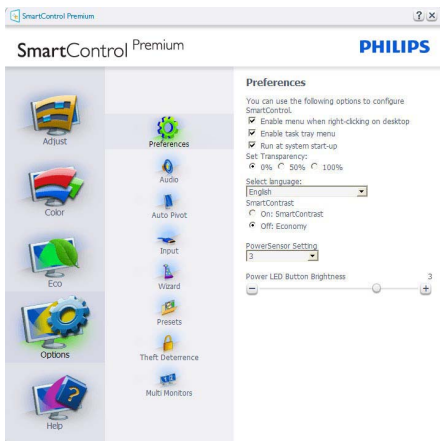 SmartControl Premium
SmartControl Premium
PHILIPS
Adjust
Color
Eco
Options
Help
Preferences
Audio
Auto Pivot
Input
Wizard
Presets
Theft Deterrence
Multi Monitors
Preferences
You can use the following options to configure
SmartControl.
Enable menu when right-clicking on desktop
Enable task tray menu
Run at system start-up
Set Transparency:
0% 50% 100%
Select language:
English
SmartContrast
On: SmartContrast
Off: Economy
PowerSensor Setting
3
Power LED Button Brightness 3